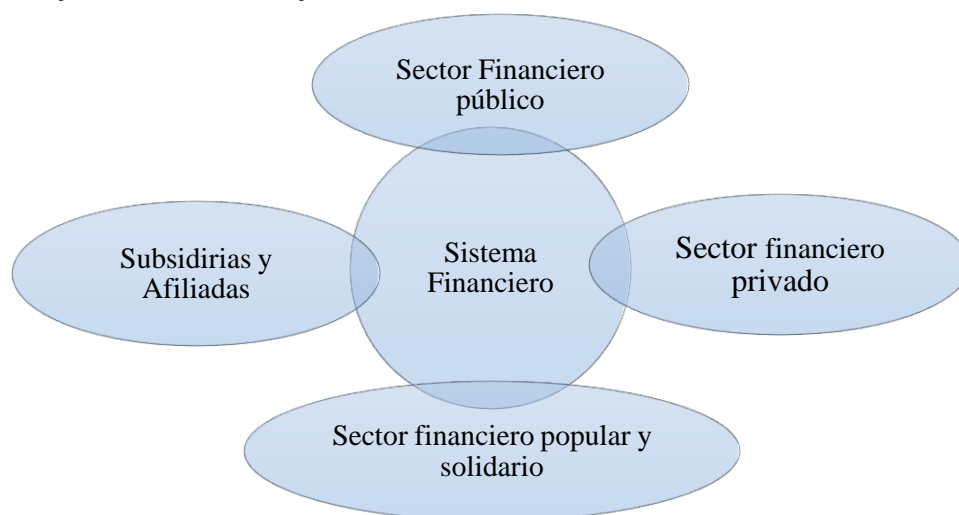 Sector Financiero
público
Subsidirias y
Afiliadas
Sistema
Financiero
Sector financiero
privado
Sector financiero popular y
solidario